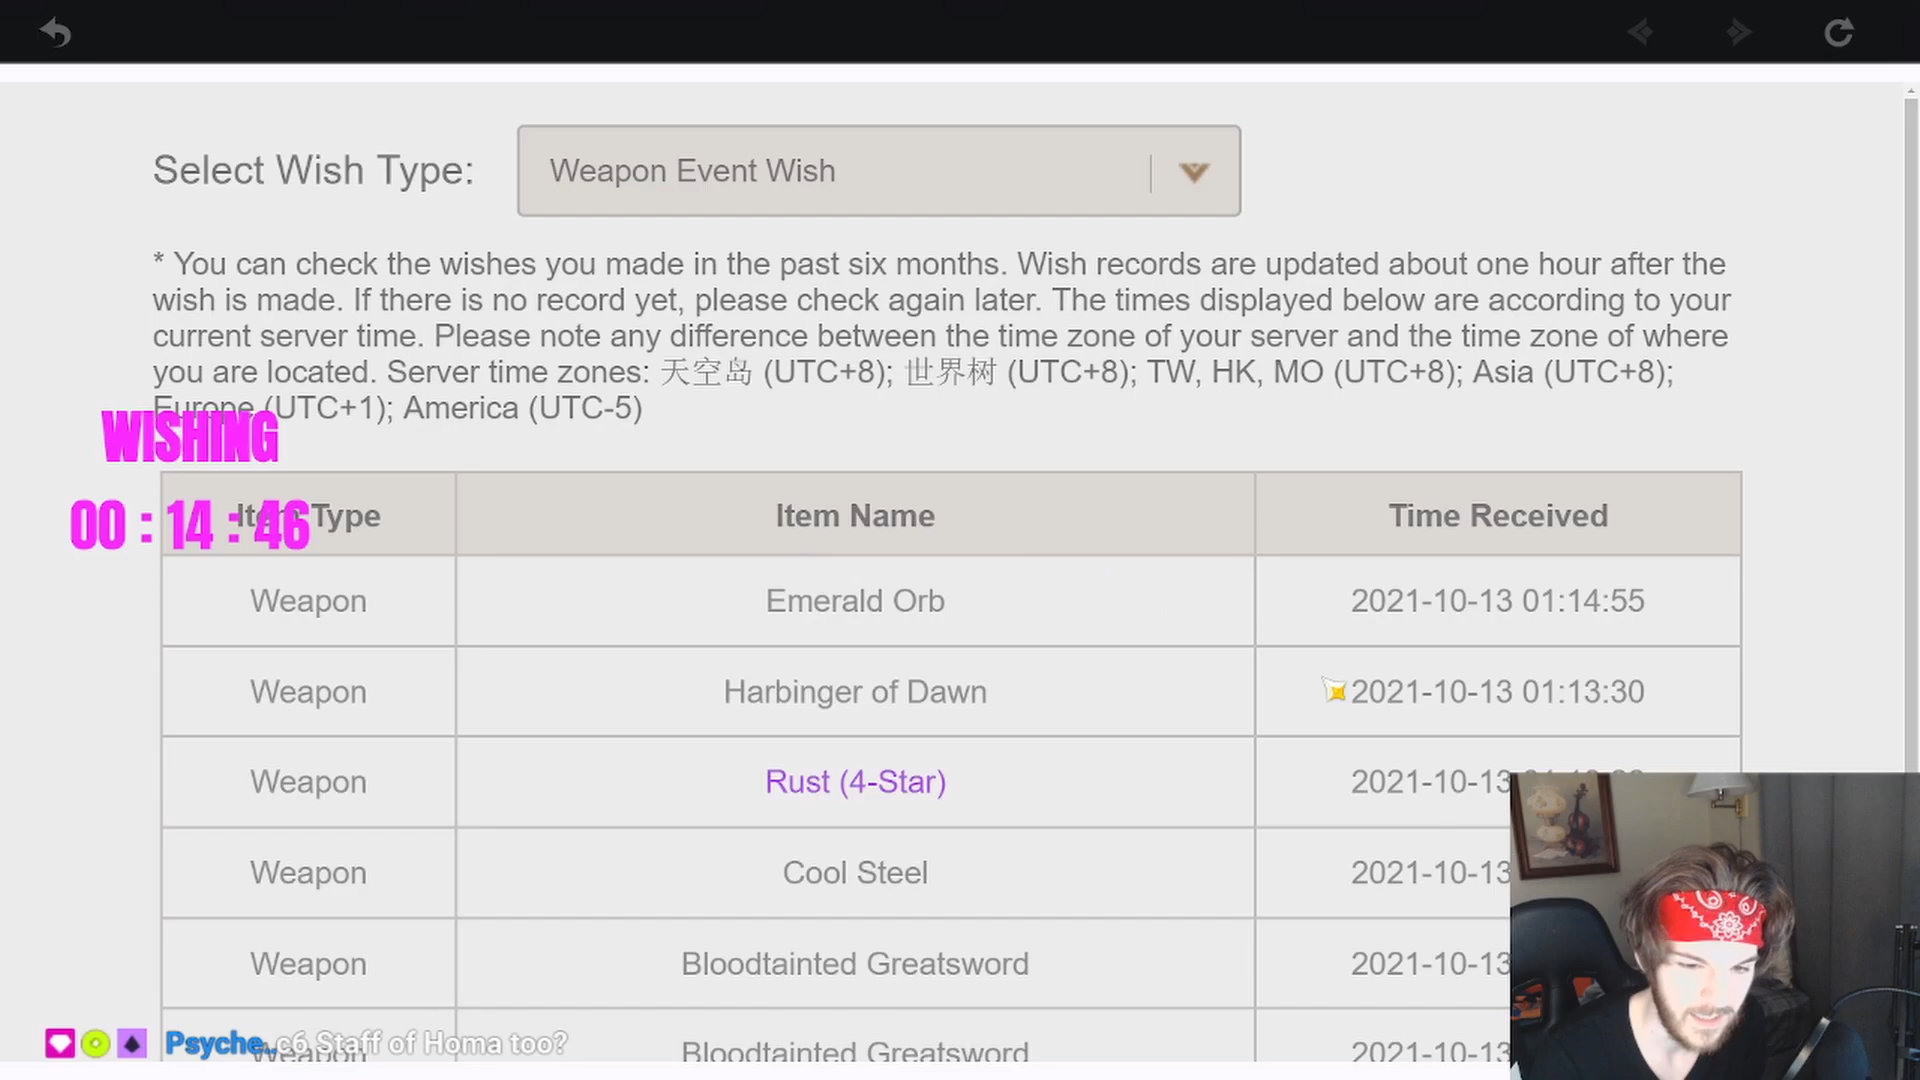 Select Wish Type: Weapon Event Wish
* You can check the wishes you made in the past six months. Wish records are updated about one hour after the
wish is made. If there is no record yet, please check again later. The times displayed below are according to your
current server time. Please note any difference between the time zone of your server and the time zone of where
you are located. Server time zones: 天空岛 (UTC+8); 世界树 (UTC+8); TW, HK, MO (UTC+8); Asia (UTC+8);
Europe (UTC+1); America (UTC-5)
WISHING
00 : 14 : 46
Item Type Item Name Time Received
Weapon Emerald Orb 2021-10-13 01:14:55
Weapon Harbinger of Dawn 2021-10-13 01:13:30
Weapon Rust (4-Star) 2021-10-13
Weapon Cool Steel 2021-10-13
Weapon Bloodtainted Greatsword 2021-10-13
Weapon Bloodtainted Greatsword 2021-10-13
Psyche.. c6 Staff of Homa too?